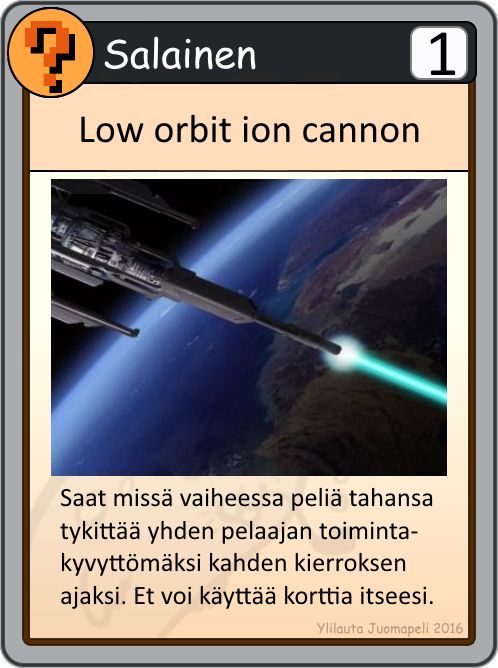 Salainen
1
Low orbit ion cannon
Saat missä vaiheessa peliä tahansa
tykittää yhden pelaajan toiminta-
kyvyttömäksi kahden kierroksen
ajaksi. Et voi käyttää korttia itseesi.
Ylilauta Juomapeli 2016